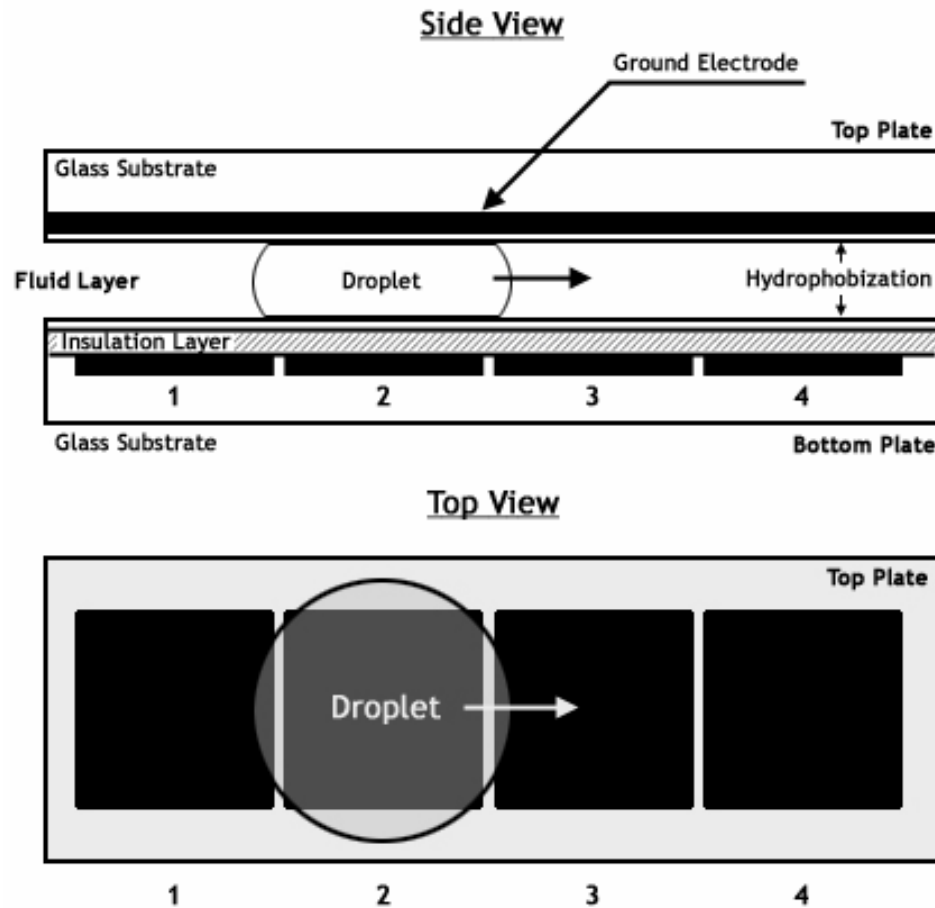 Side View
Ground Electrode
Top Plate
Glass Substrate
Fluid Layer
Droplet
Hydrophobization
Insulation Layer
1 2 3 4
Glass Substrate
Bottom Plate
Top View
Top Plate
Droplet
1 2 3 4